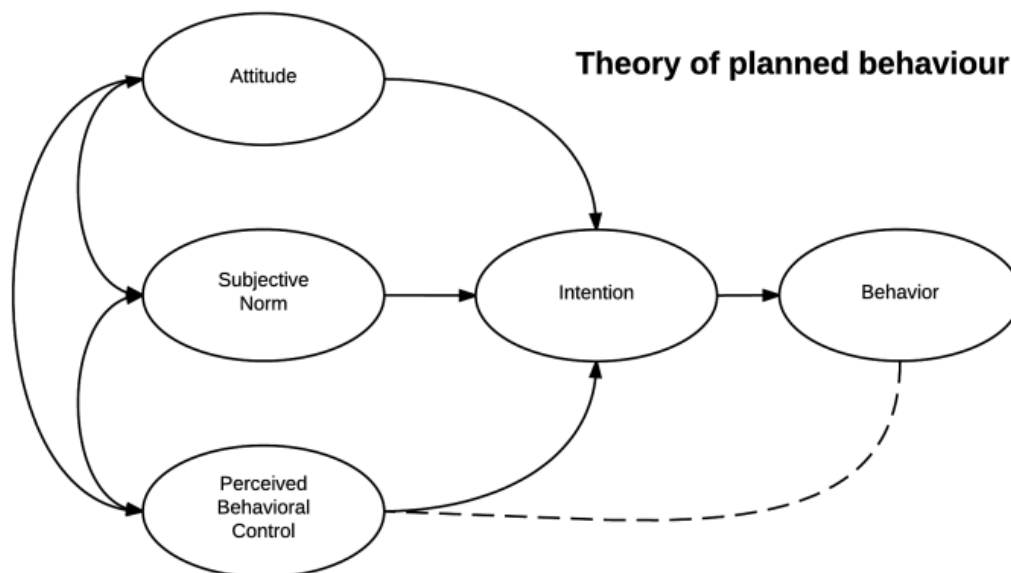 Theory of planned behaviour
Attitude
Subjective
Norm
Intention
Behavior
Perceived
Behavioral
Control